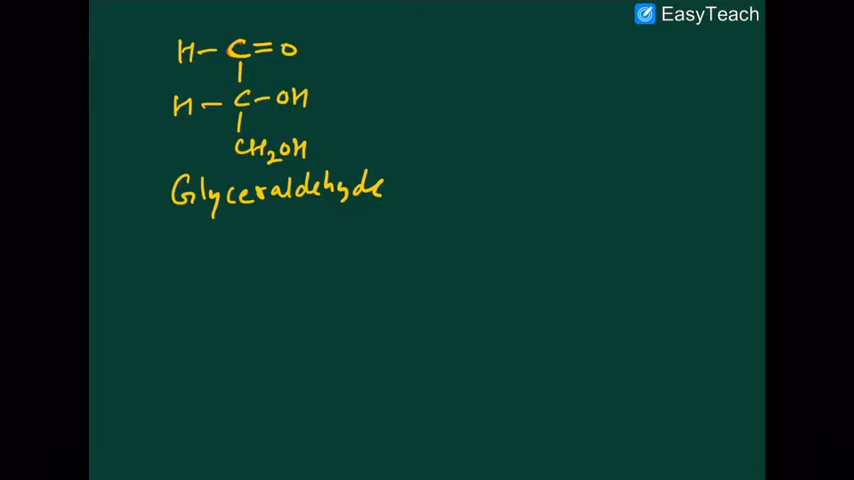 EasyTeach
H-C=O
H-C-OH
CH₂OH
Glyceraldehyde